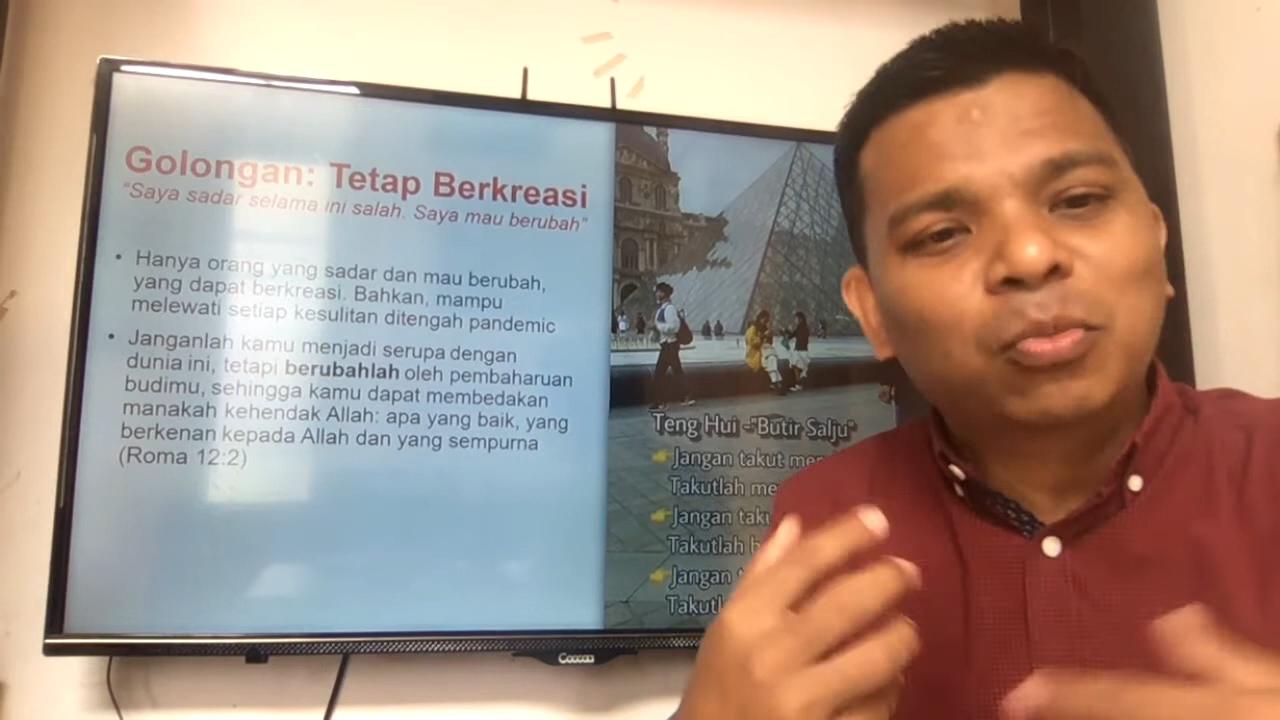 Golongan: Tetap Berkreasi
"Saya sadar selama ini salah. Saya mau berubah"
• Hanya orang yang sadar dan mau berubah,
yang dapat berkreasi. Bahkan, mampu
melewati setiap kesulitan ditengah pandemic
• Janganlah kamu menjadi serupa dengan
dunia ini, tetapi berubahlah oleh pembaharuan
budimu, sehingga kamu dapat membedakan
manakah kehendak Allah: apa yang baik, yang
berkenan kepada Allah dan yang sempurna
(Roma 12:2)
Teng Hui -"Butir Salju"
Jangan takut
Takutlah
Jangan
Takutlah
Jangan
Coocaa